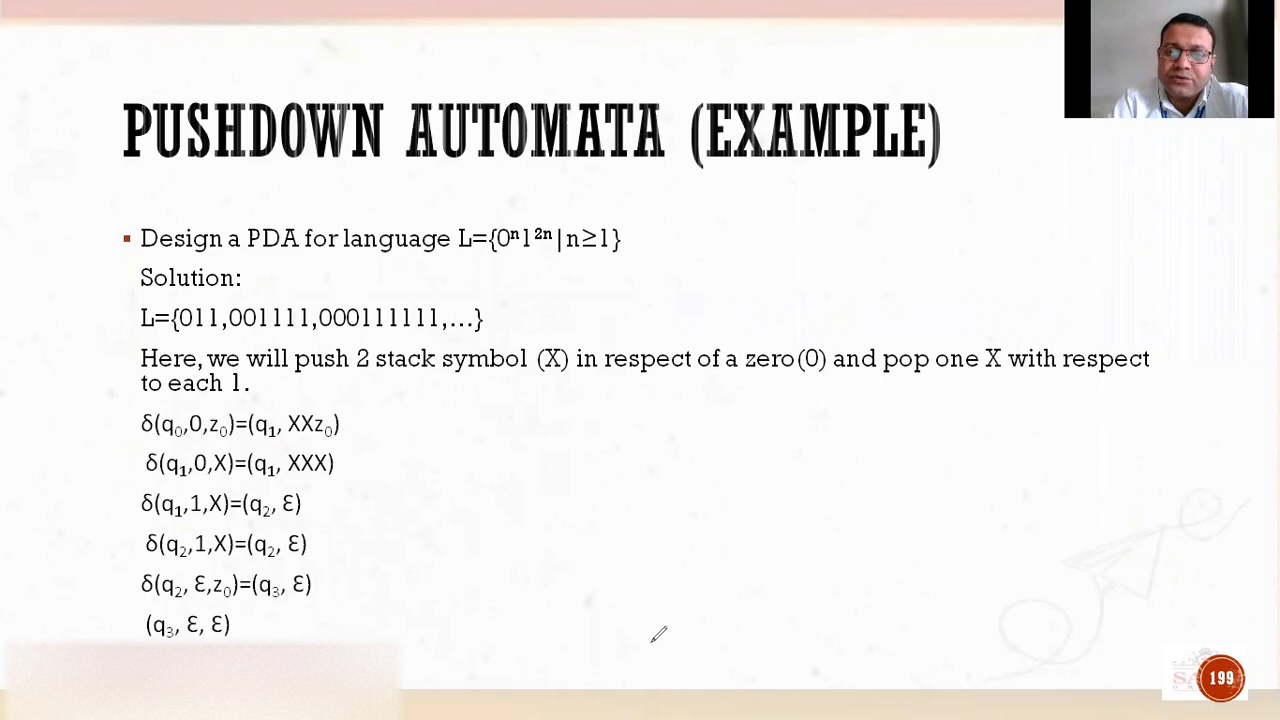 PUSHDOWN AUTOMATA (EXAMPLE)
▪ Design a PDA for language L={0ⁿ1²ⁿ|n≥1}
Solution:
L={011,001111,000111111,...}
Here, we will push 2 stack symbol (X) in respect of a zero(0) and pop one X with respect
to each 1.
δ(q₀,0,z₀)=(q₁, XXz₀)
δ(q₁,0,X)=(q₁, XXX)
δ(q₁,1,X)=(q₂, Ɛ)
δ(q₂,1,X)=(q₂, Ɛ)
δ(q₂, Ɛ,z₀)=(q₃, Ɛ)
(q₃, Ɛ, Ɛ)
199